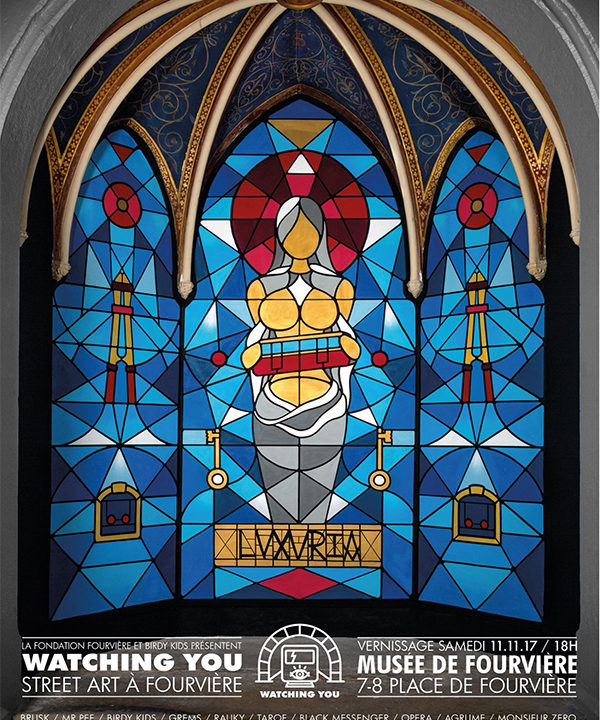 LUXURIA
LA FONDATION FOURVIÈRE ET BIRDY KIDS PRÉSENTENT
WATCHING YOU
STREET ART À FOURVIÈRE
WATCHING YOU
VERNISSAGE SAMEDI 11.11.17 / 18H
MUSÉE DE FOURVIÈRE
7-8 PLACE DE FOURVIÈRE
BRUSK / MR PEE / BIRDY KIDS / GREMS / RAUKY / TAROE / BLACK MESSENGER / OPERA / AGRUME / MONSIEUR ZERO